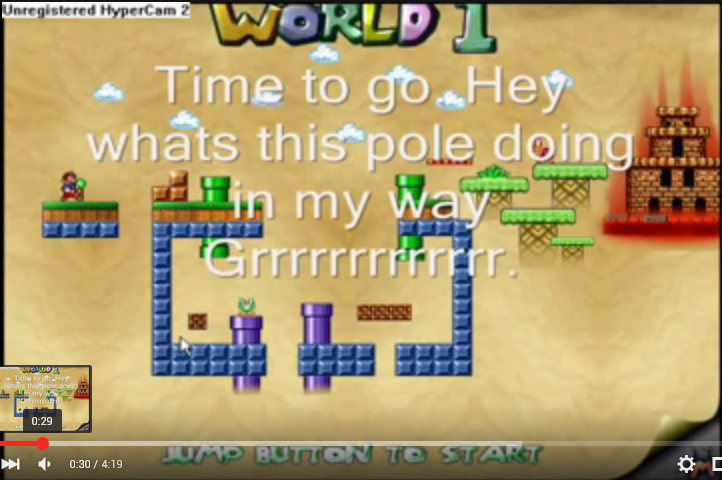 Unregistered HyperCam 2
WORLD 1
Time to go. Hey
whats this pole doing
in my way
Grrrrrrrrrrrrr.
0:29
JUMP BUTTON TO START
0:30 / 4:19